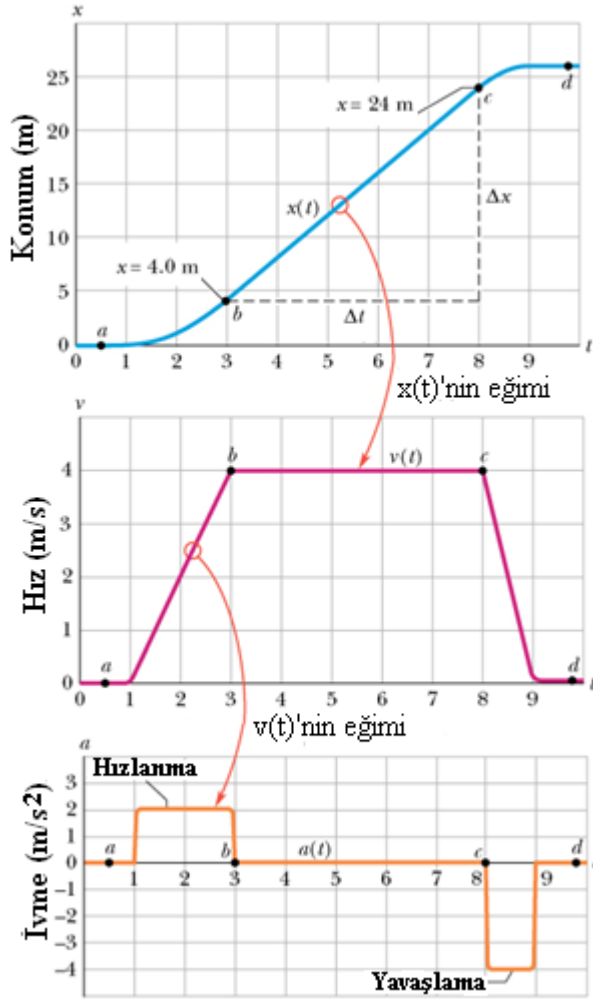 x
Konum (m)
25
20
15
10
5
0
x = 24 m
c
d
Δx
x(t)
x = 4.0 m
a
b
Δt
0 1 2 3 4 5 6 7 8 9 t
x(t)'nin eğimi
v
Hız (m/s)
4
3
2
1
0
b
v(t)
c
a
d
0 1 2 3 4 5 6 7 8 9 t
v(t)'nin eğimi
a
İvme (m/s2)
Hızlanma
3
2
1
0
−1
−2
−3
−4
a
b
a(t)
c
d
1 2 3 4 5 6 7 8 9
Yavaşlama